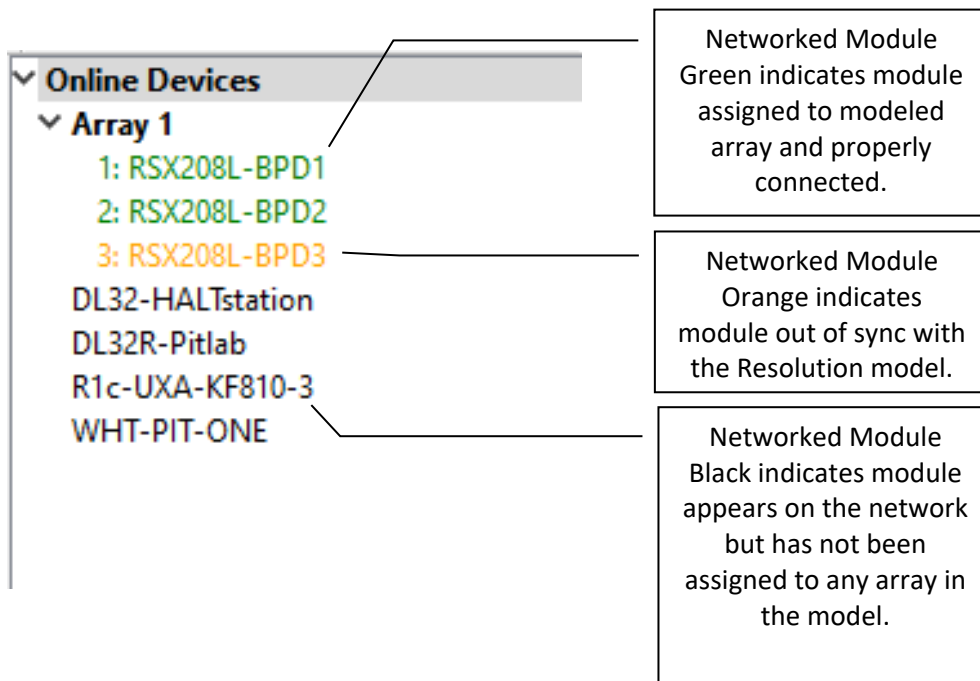 Online Devices
Array 1
1: RSX208L-BPD1
2: RSX208L-BPD2
3: RSX208L-BPD3
DL32-HALTstation
DL32R-Pitlab
R1c-UXA-KF810-3
WHT-PIT-ONE
Networked Module
Green indicates module
assigned to modeled
array and properly
connected.
Networked Module
Orange indicates
module out of sync with
the Resolution model.
Networked Module
Black indicates module
appears on the network
but has not been
assigned to any array in
the model.